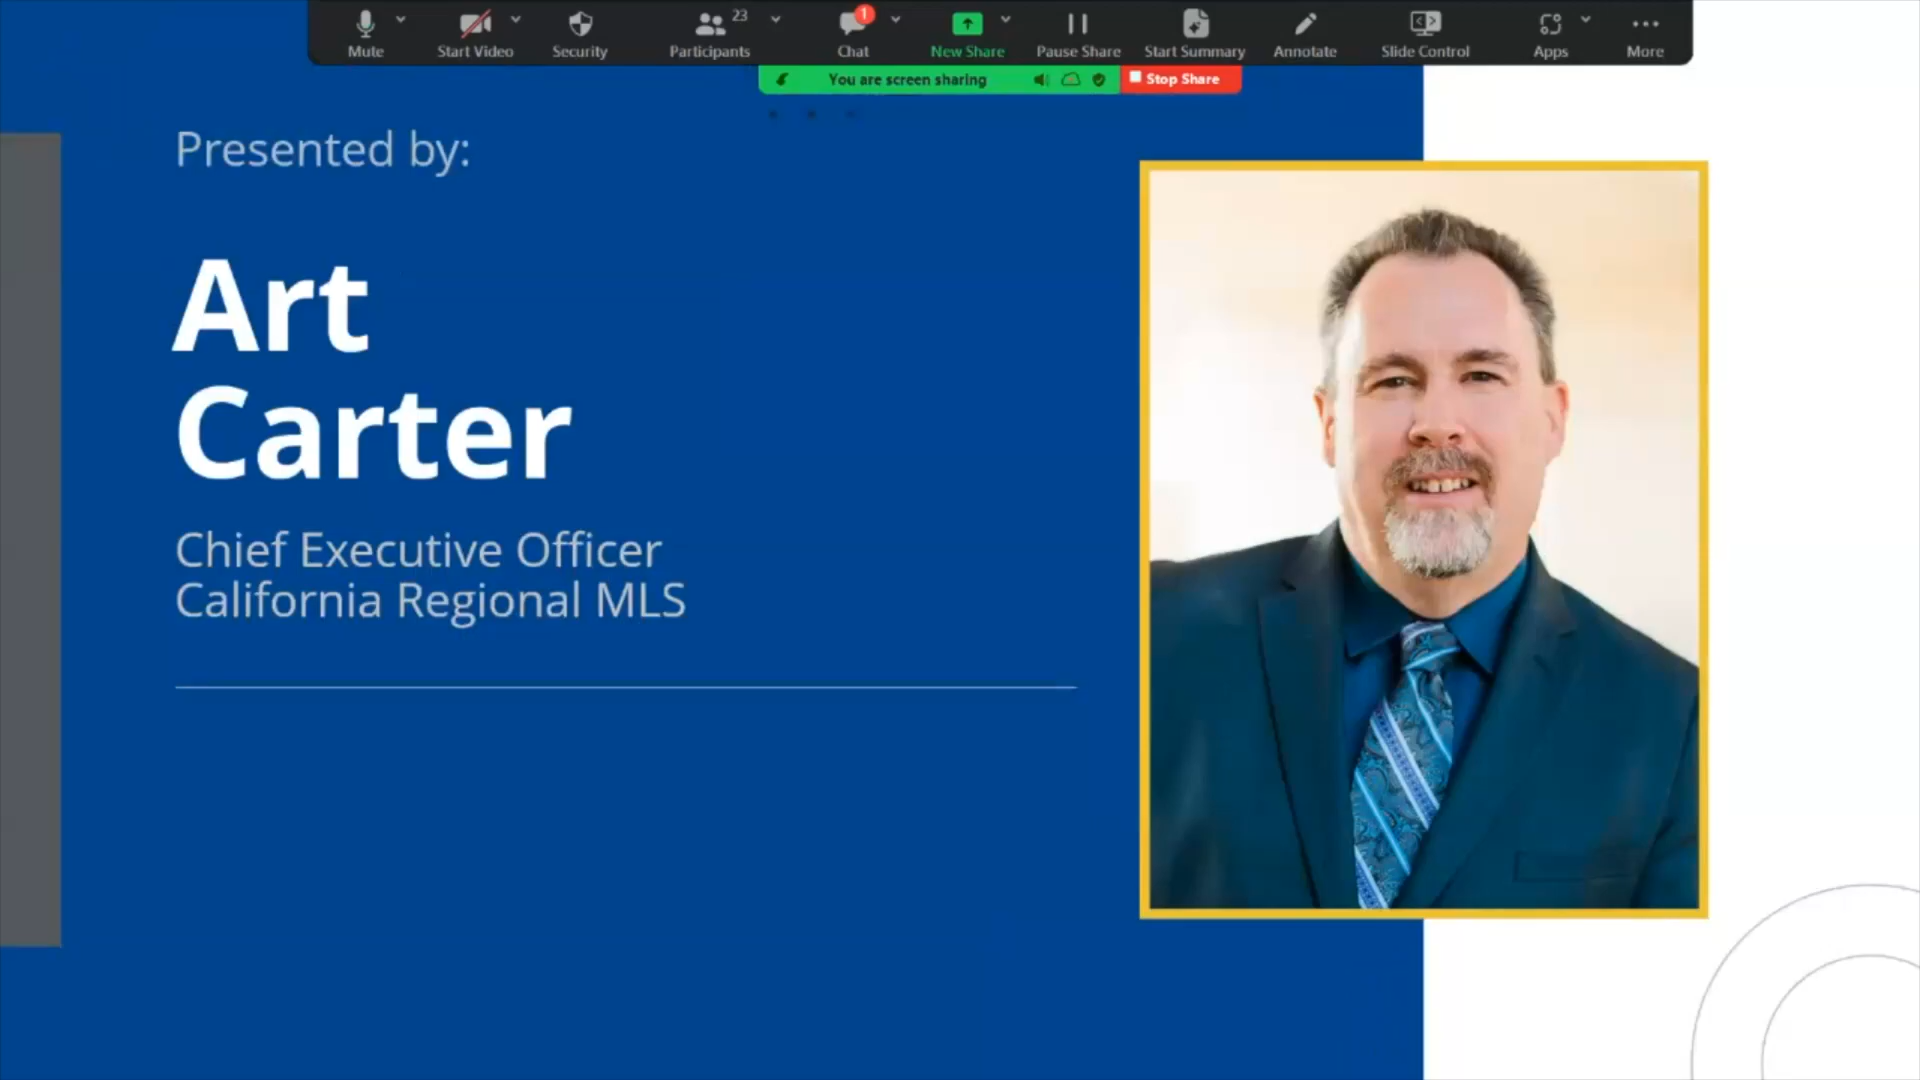 Mute
Start Video
Security
23
Participants
1
Chat
New Share
Pause Share
Start Summary
Annotate
Slide Control
Apps
More
You are screen sharing
Stop Share
Presented by:
Art
Carter
Chief Executive Officer
California Regional MLS